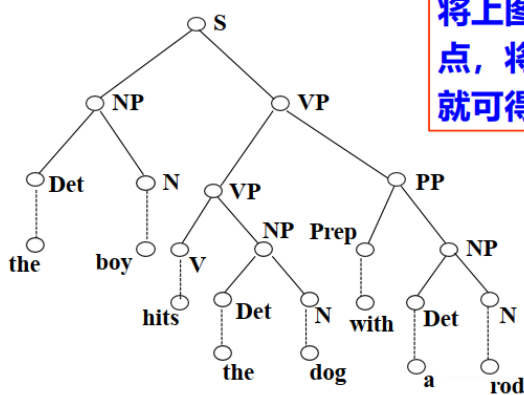 将上图
点，将
就可得
S
NP VP
Det N VP PP
the boy V NP Prep NP
hits Det N with Det N
the dog a rod